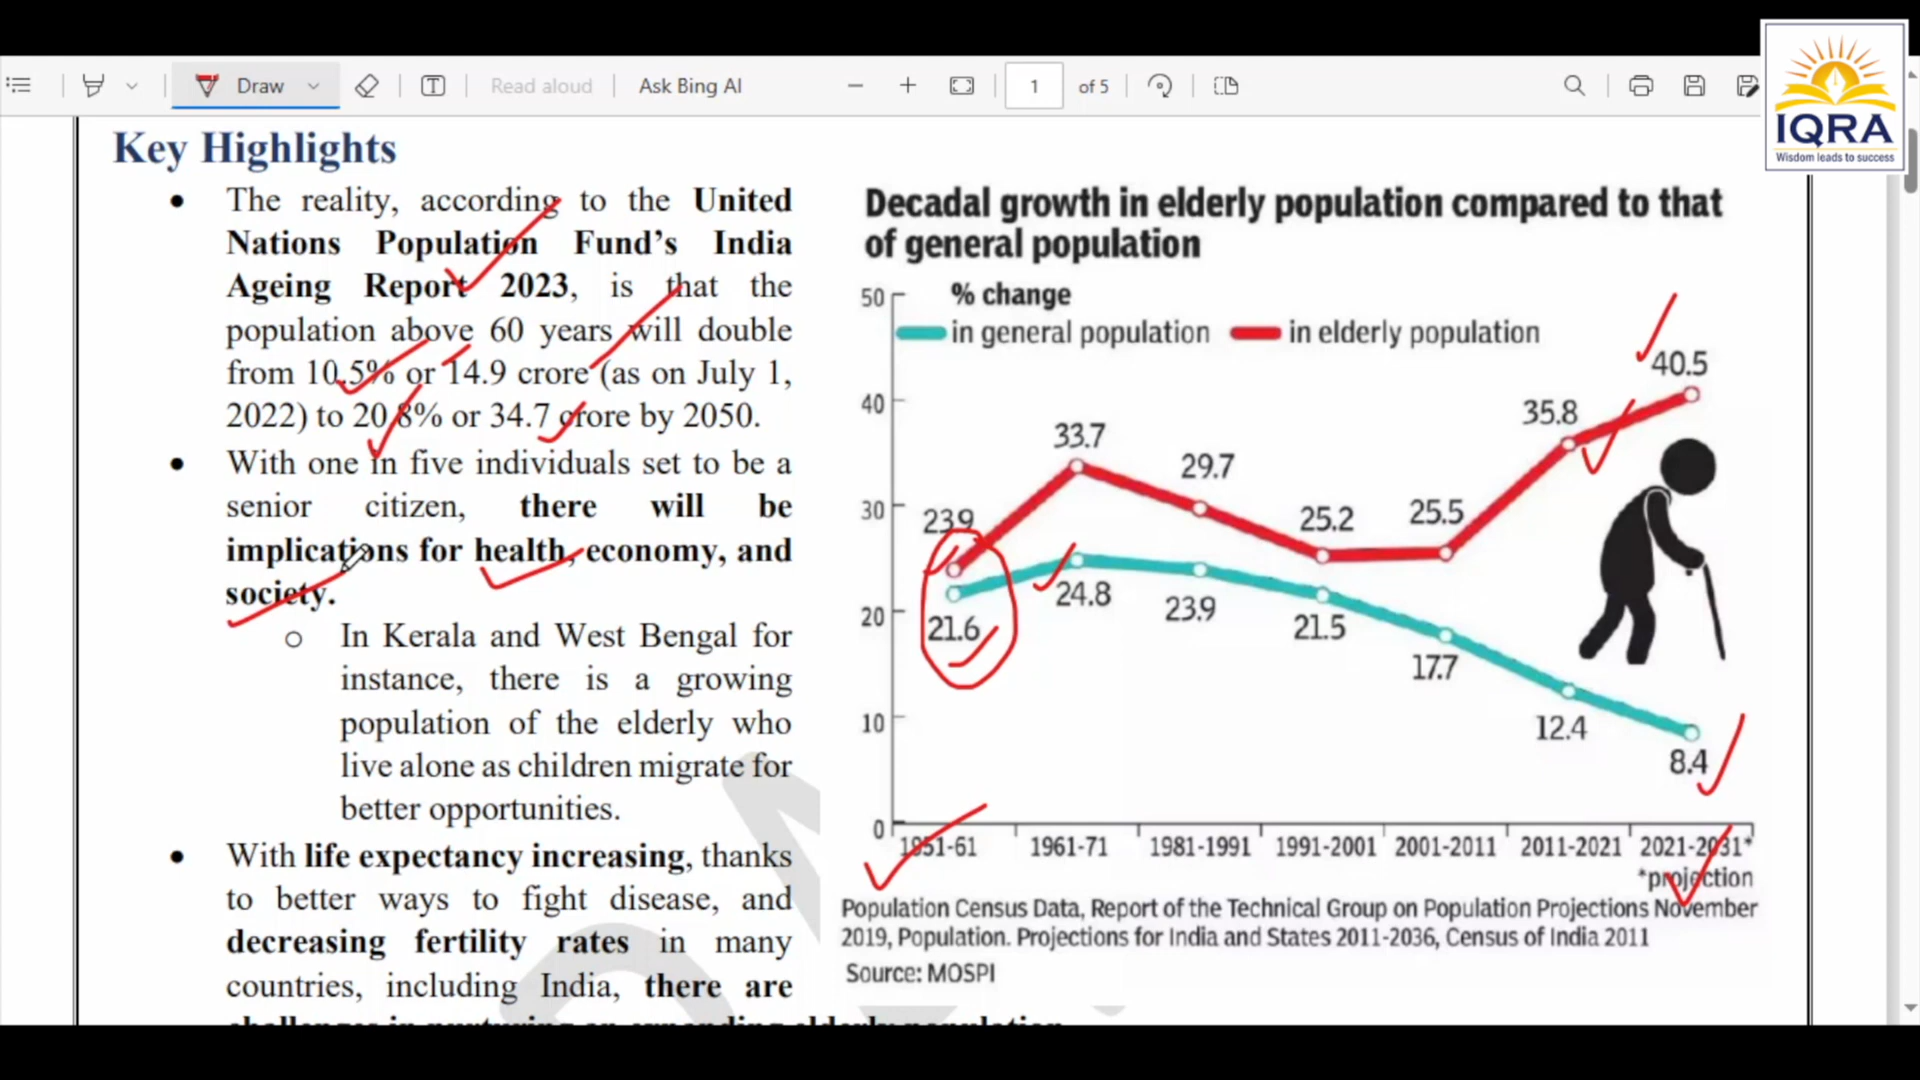 Draw
Read aloud
Ask Bing AI
1
of 5
IQRA
Wisdom leads to success
Key Highlights
The reality, according to the United
Nations Population Fund's India
Ageing Report 2023, is that the
population above 60 years will double
from 10.5% or 14.9 crore (as on July 1,
2022) to 20.8% or 34.7 crore by 2050.
With one in five individuals set to be a
senior citizen, there will be
implications for health, economy, and
society.
In Kerala and West Bengal for
instance, there is a growing
population of the elderly who
live alone as children migrate for
better opportunities.
With life expectancy increasing, thanks
to better ways to fight disease, and
decreasing fertility rates in many
countries, including India, there are
challenges in nurturing an expanding elderly population
Decadal growth in elderly population compared to that
of general population
% change
in general population
in elderly population
50
40
30
20
10
0
23.9
33.7
29.7
25.2
25.5
35.8
40.5
21.6
24.8
23.9
21.5
17.7
12.4
8.4
1951-61
1961-71
1981-1991
1991-2001
2001-2011
2011-2021
2021-2031*
*projection
Population Census Data, Report of the Technical Group on Population Projections November
2019, Population. Projections for India and States 2011-2036, Census of India 2011
Source: MOSPI